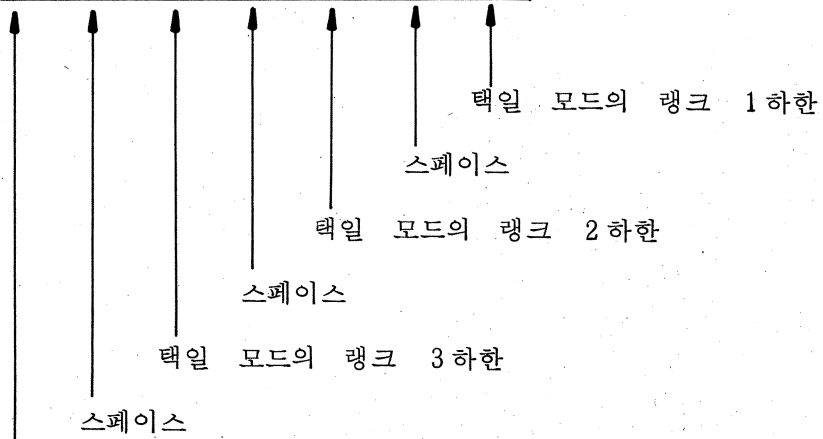 택일 모드의 랭크 1하한
스페이스
택일 모드의 랭크 2하한
스페이스
택일 모드의 랭크 3하한
스페이스